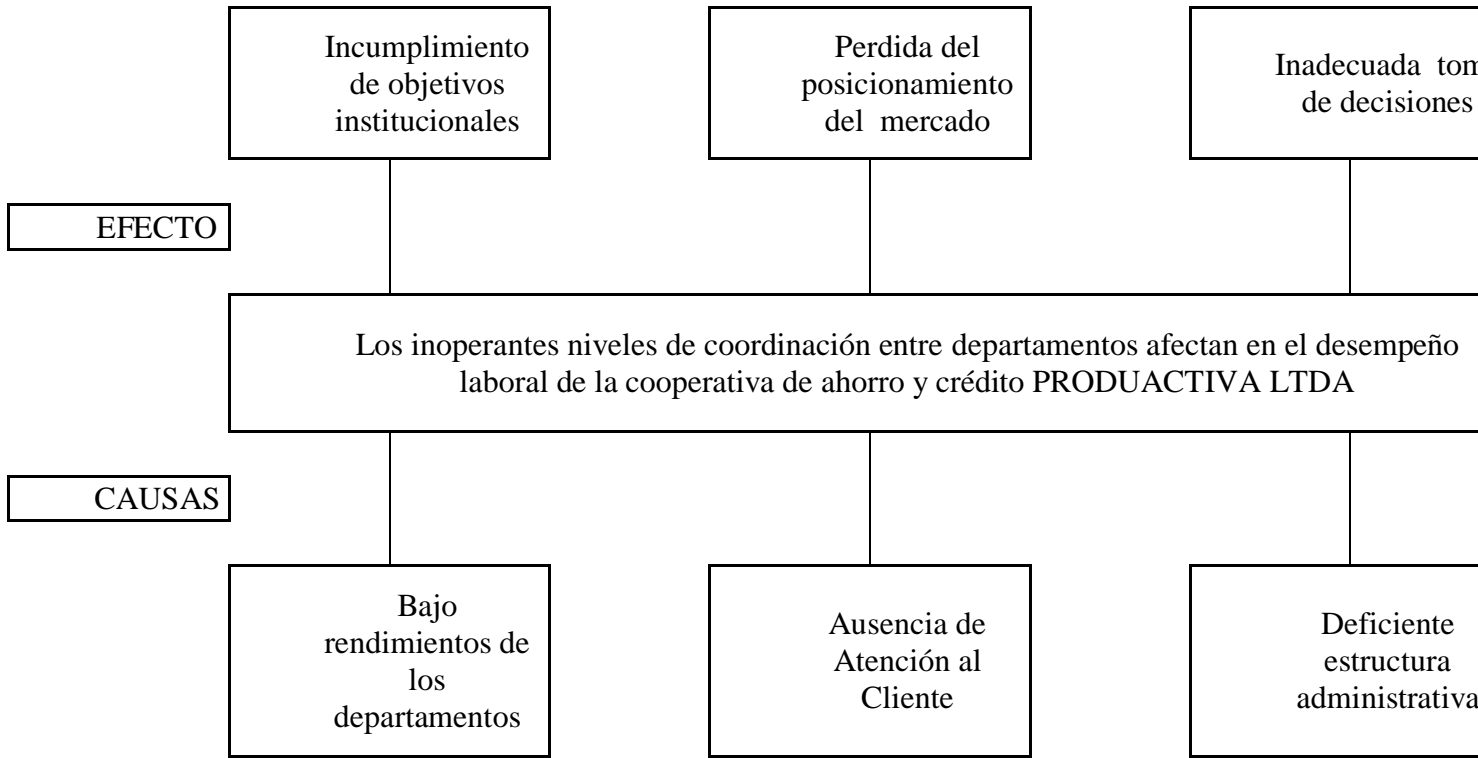 Incumplimiento
de objetivos
institucionales
Perdida del
posicionamiento
del mercado
Inadecuada
de decisiones
EFECTO
Los inoperantes niveles de coordinación entre departamentos afectan en el desempeño
laboral de la cooperativa de ahorro y crédito PRODUACTIVA LTDA
CAUSAS
Bajo
rendimientos de
los
departamentos
Ausencia de
Atención al
Cliente
Deficiente
estructura
administrativa